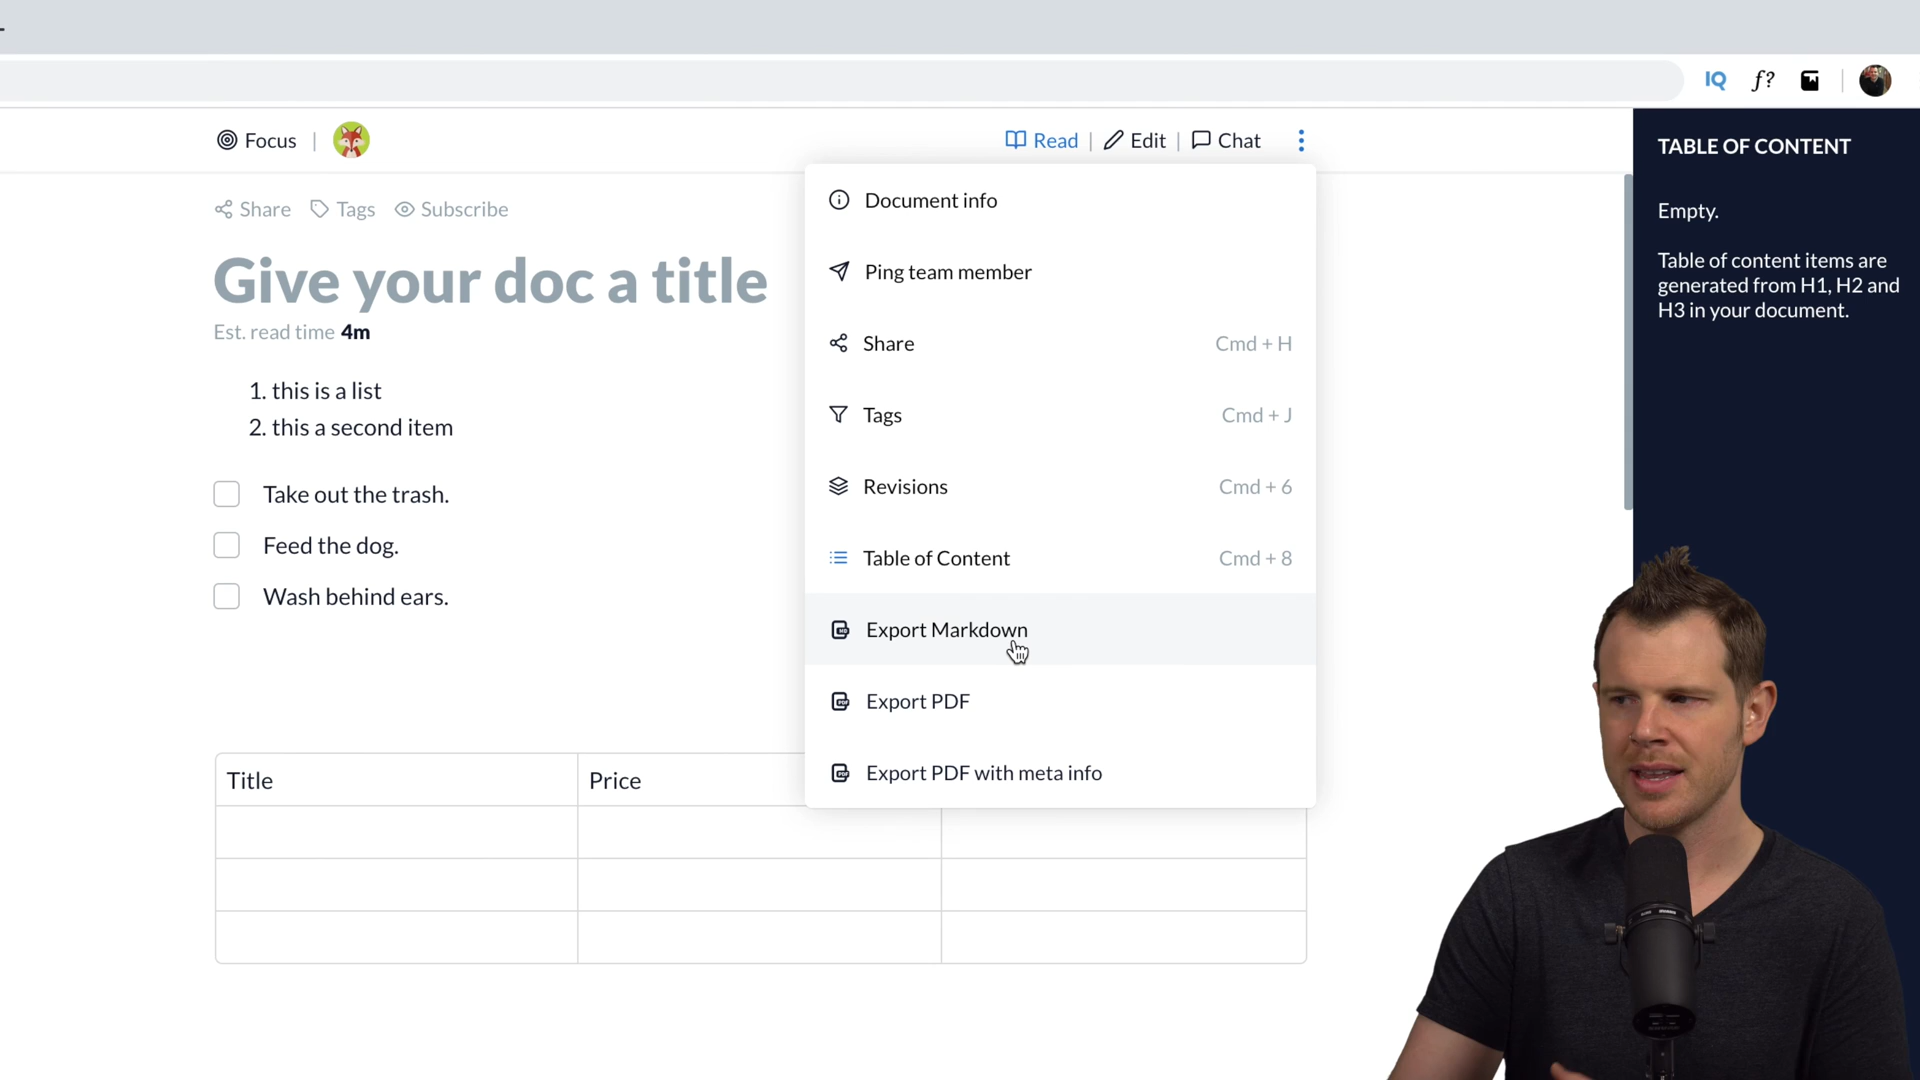 IQ f?
Focus | Read | Edit | Chat
Share Tags Subscribe
Give your doc a title
Est. read time 4m
1. this is a list
2. this a second item
Take out the trash.
Feed the dog.
Wash behind ears.
Title Price
Document info
Ping team member
Share Cmd + H
Tags Cmd + J
Revisions Cmd + 6
Table of Content Cmd + 8
Export Markdown
Export PDF
Export PDF with meta info
TABLE OF CONTENT
Empty.
Table of content items are
generated from H1, H2 and
H3 in your document.